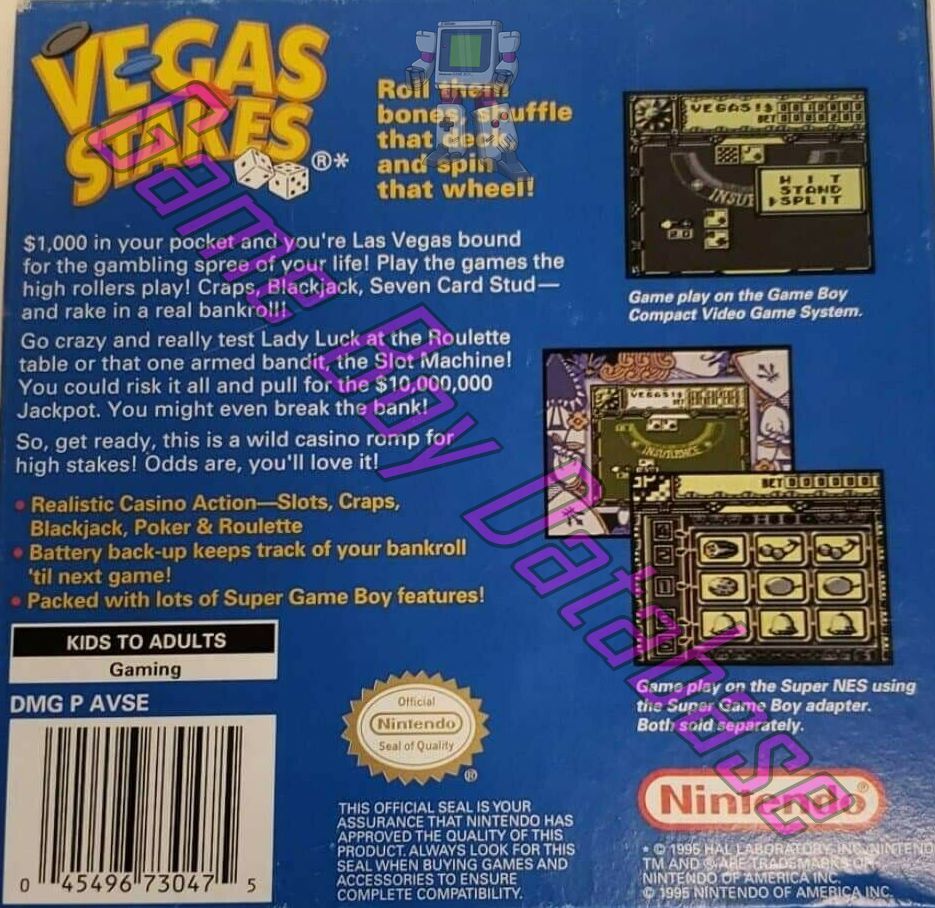 VEGAS
STAKES
®*
Roll them
bones, shuffle
that deck
and spin
that wheel!
$1,000 in your pocket and you're Las Vegas bound
for the gambling spree of your life! Play the games the
high rollers play! Craps, Blackjack, Seven Card Stud—
and rake in a real bankroll!
Go crazy and really test Lady Luck at the Roulette
table or that one armed bandit, the Slot Machine!
You could risk it all and pull for the $10,000,000
Jackpot. You might even break the bank!
So, get ready, this is a wild casino romp for
high stakes! Odds are, you'll love it!
• Realistic Casino Action—Slots, Craps,
Blackjack, Poker & Roulette
• Battery back-up keeps track of your bankroll
'til next game!
• Packed with lots of Super Game Boy features!
KIDS TO ADULTS
Gaming
DMG P AVSE
0 45496 73047 5
Official
Nintendo
Seal of Quality
®
THIS OFFICIAL SEAL IS YOUR
ASSURANCE THAT NINTENDO HAS
APPROVED THE QUALITY OF THIS
PRODUCT. ALWAYS LOOK FOR THIS
SEAL WHEN BUYING GAMES AND
ACCESSORIES TO ENSURE
COMPLETE COMPATIBILITY.
VEGAS!$ 0010000
BET 0000200
HIT
STAND
SPLIT
INSU
20
Game play on the Game Boy
Compact Video Game System.
VEGAS!$
BET
INSURENCE
BET
Game play on the Super NES using
the Super Game Boy adapter.
Both sold separately.
Nintendo®
* © 1995 HAL LABORATORY, INC./NINTENDO
TM AND ® ARE TRADEMARKS OF
NINTENDO OF AMERICA INC.
© 1995 NINTENDO OF AMERICA INC.
Game Boy Database